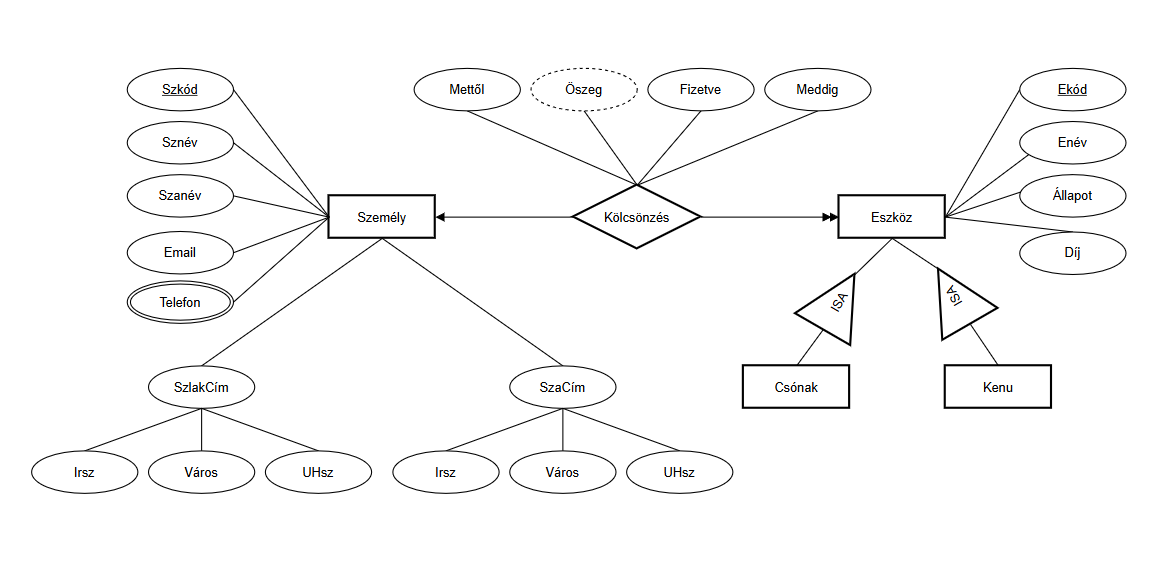 Szkód
Mettől
Öszeg
Fizetve
Meddig
Ekód
Sznév
Enév
Szanév
Állapot
Személy
Kölcsönzés
Eszköz
Email
Díj
Telefon
ISA
ISA
SzlakCím
SzaCím
Csónak
Kenu
Irsz
Város
UHsz
Irsz
Város
UHsz